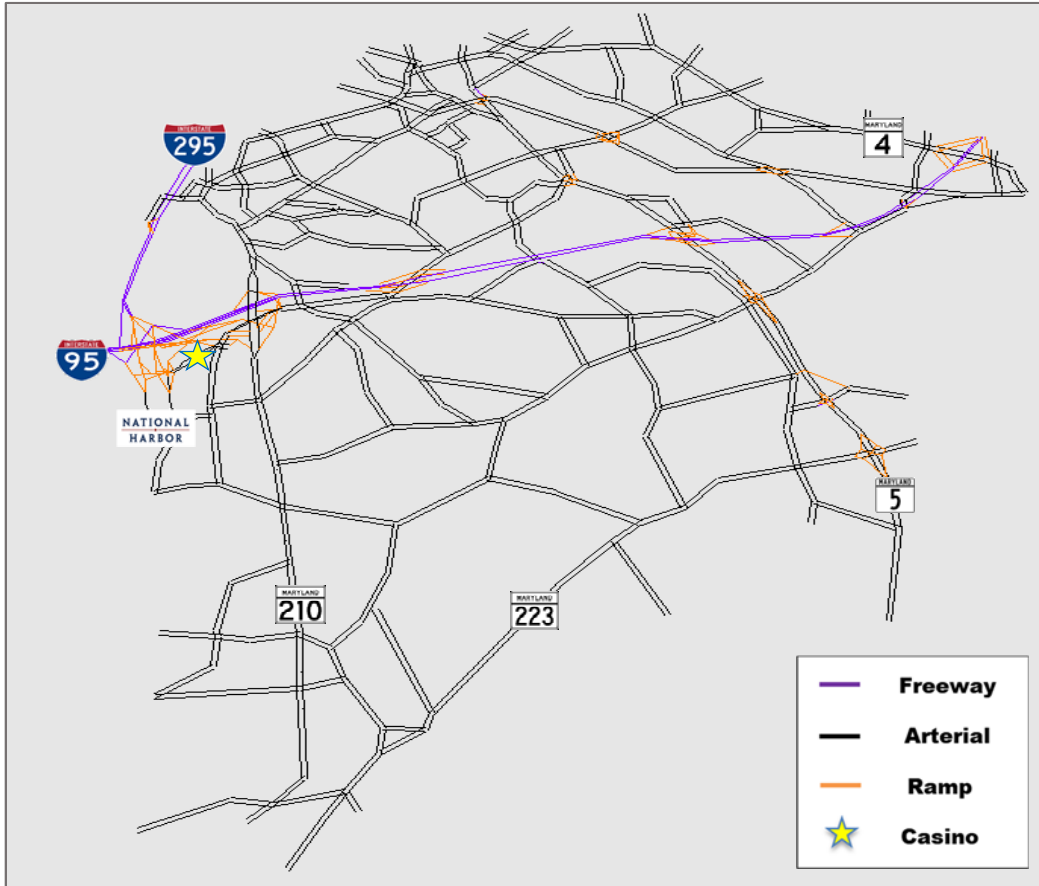 INTERSTATE
295
MARYLAND
4
INTERSTATE
95
NATIONAL
HARBOR
MARYLAND
5
MARYLAND
210
MARYLAND
223
Freeway
Arterial
Ramp
Casino